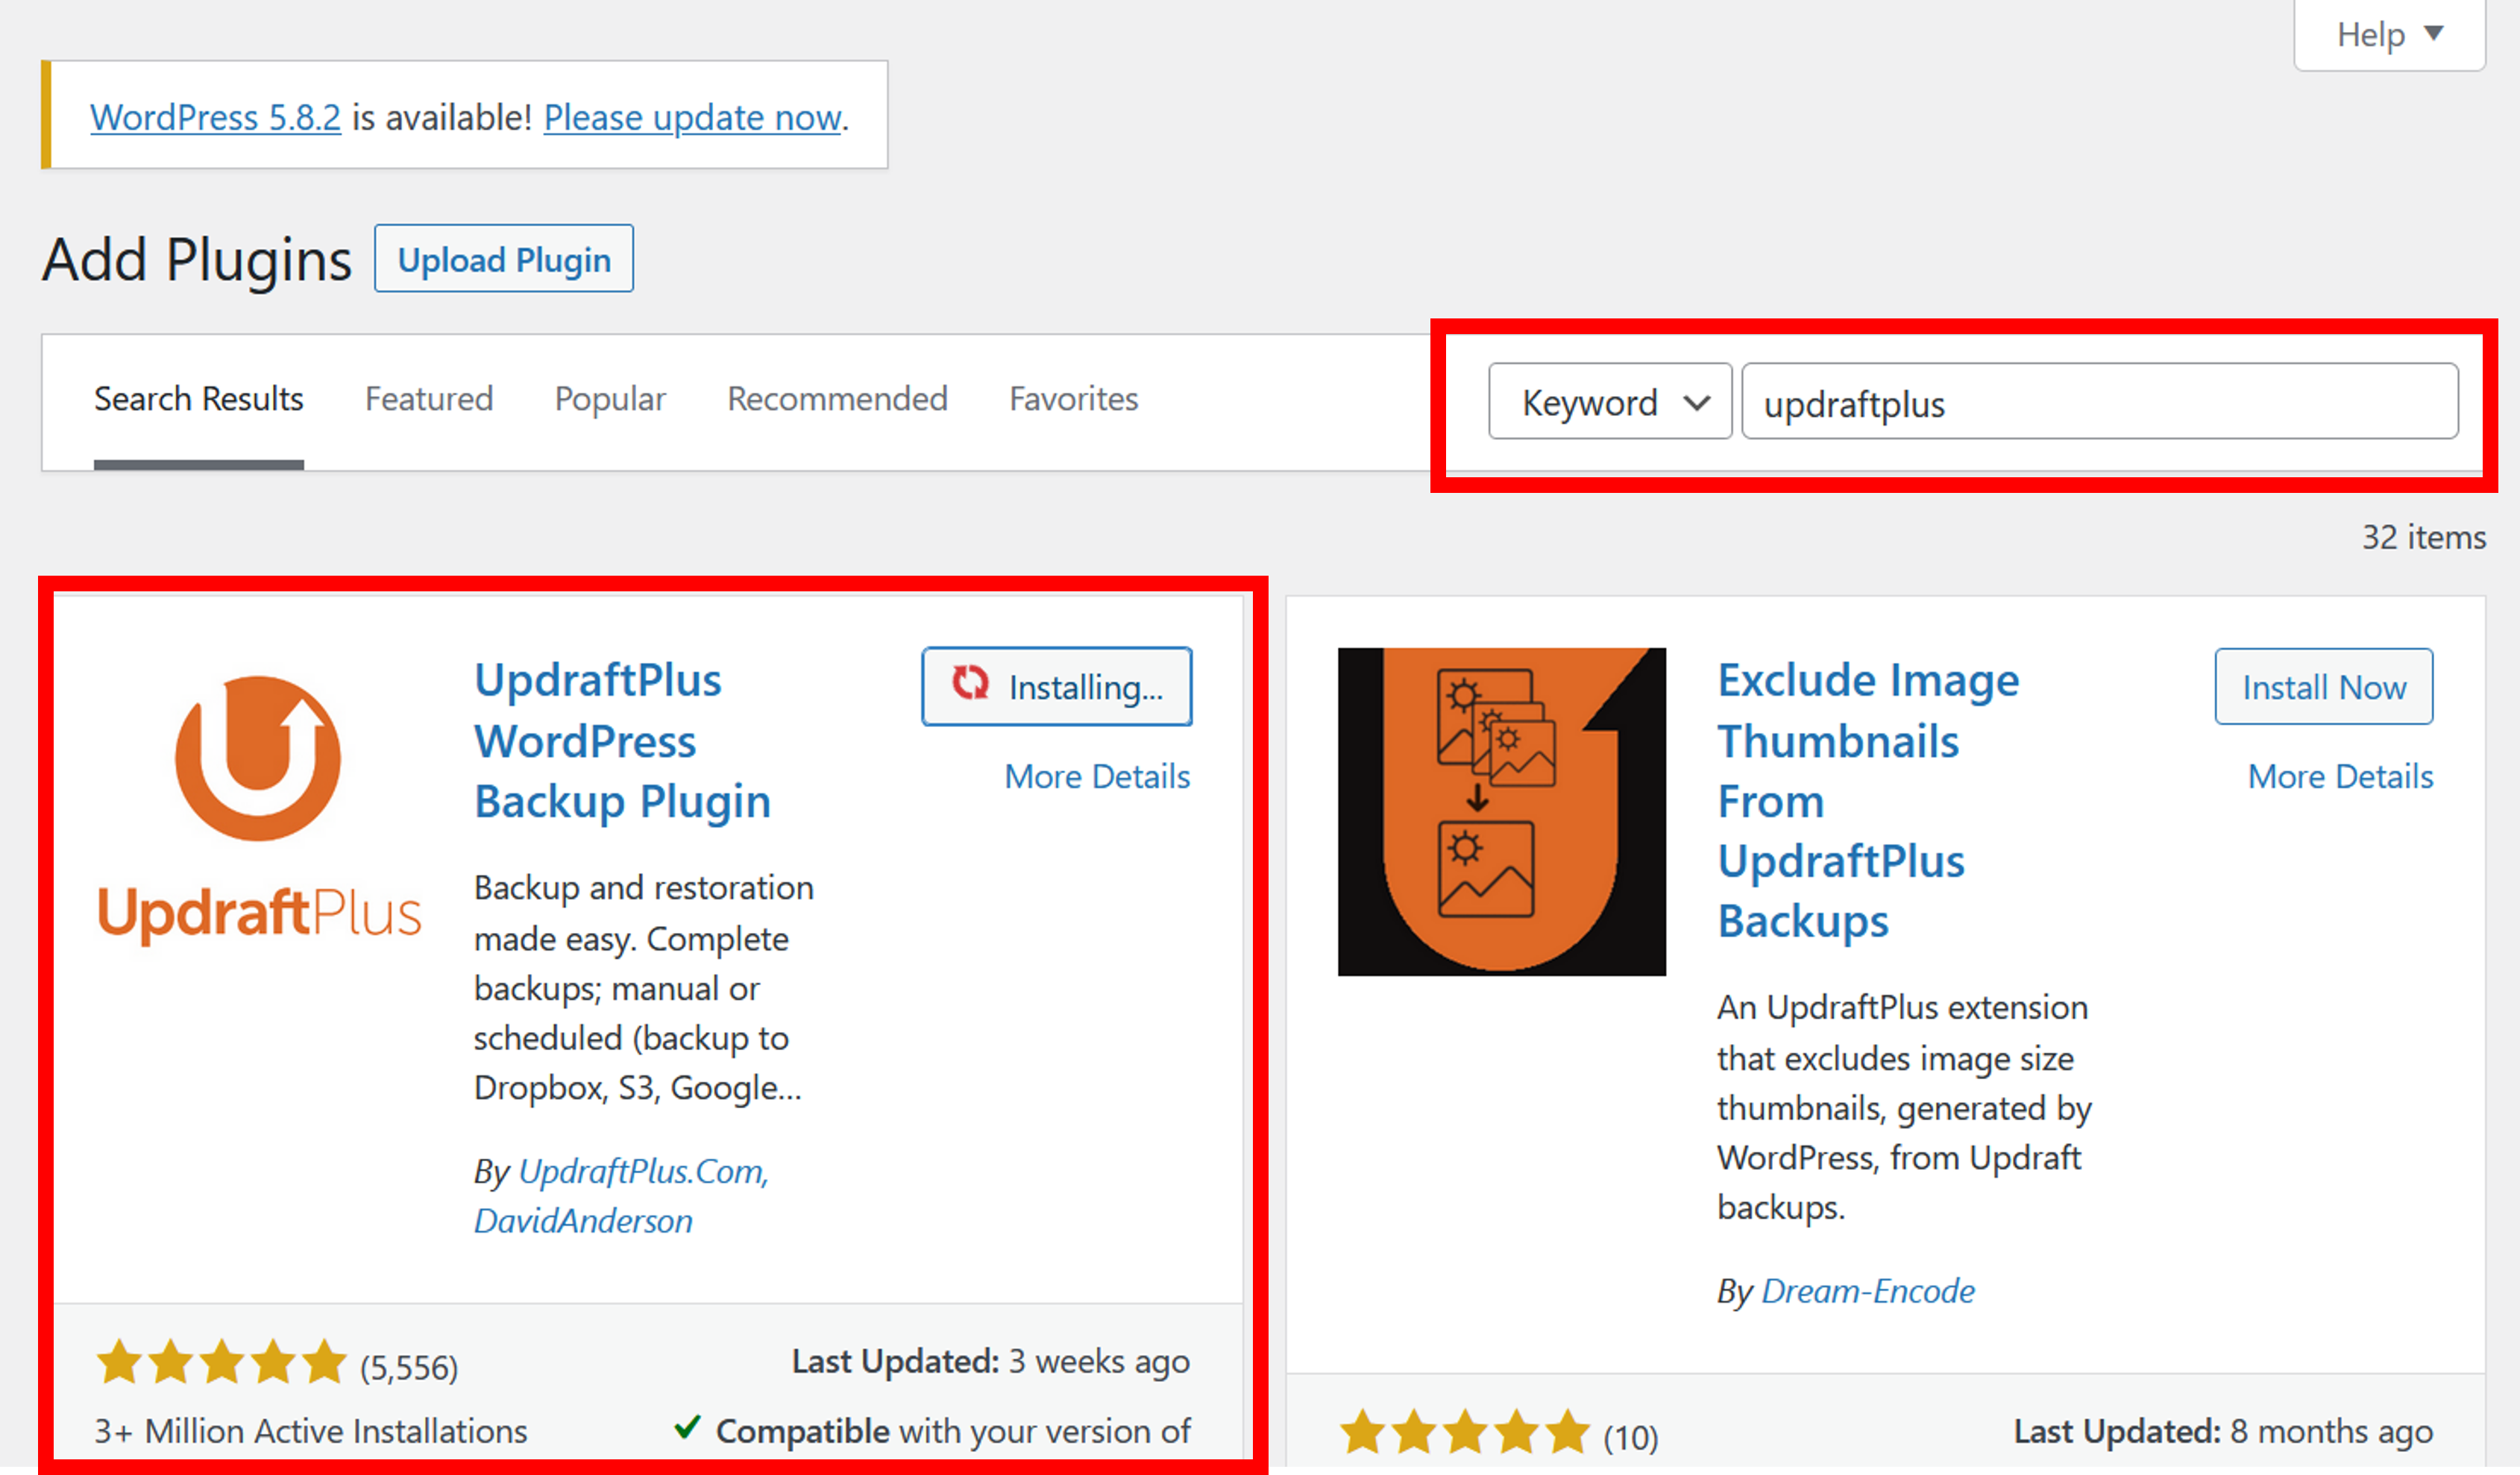 Help
WordPress 5.8.2 is available! Please update now.
Add Plugins
Upload Plugin
Search Results
Featured
Popular
Recommended
Favorites
Keyword
updraftplus
32 items
UpdraftPlus
UpdraftPlus
WordPress
Backup Plugin
Installing...
More Details
Backup and restoration
made easy. Complete
backups; manual or
scheduled (backup to
Dropbox, S3, Google...
By UpdraftPlus.Com,
DavidAnderson
(5,556)
Last Updated: 3 weeks ago
3+ Million Active Installations
Compatible with your version of
Exclude Image
Thumbnails
From
UpdraftPlus
Backups
Install Now
More Details
An UpdraftPlus extension
that excludes image size
thumbnails, generated by
WordPress, from Updraft
backups.
By Dream-Encode
(10)
Last Updated: 8 months ago